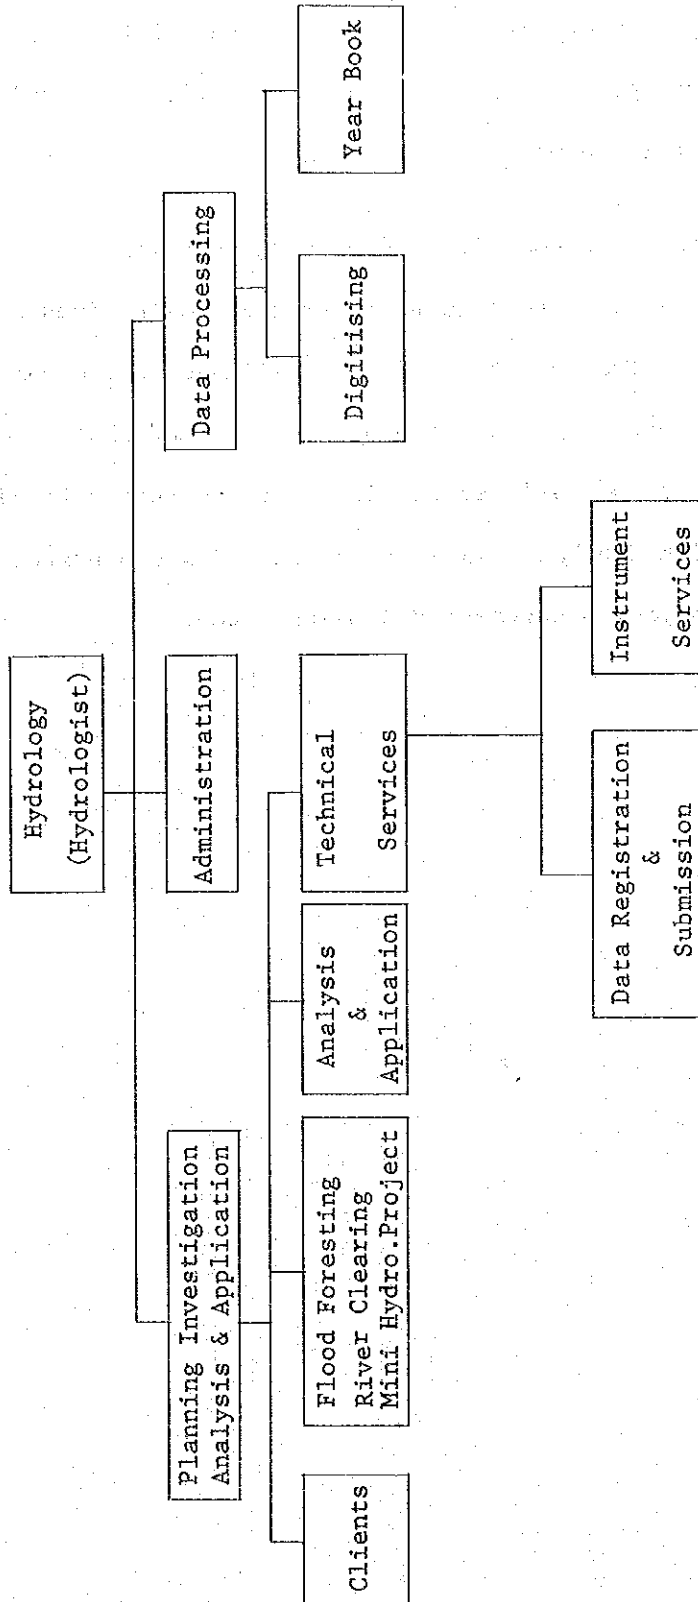 Hydrology
(Hydrologist)
Planning Investigation
Analysis & Application
Administration
Data Processing
Clients
Flood Foresting
River Clearing
Mini Hydro.Project
Analysis
&
Application
Technical
Services
Digitising
Year Book
Data Registration
&
Submission
Instrument
Services